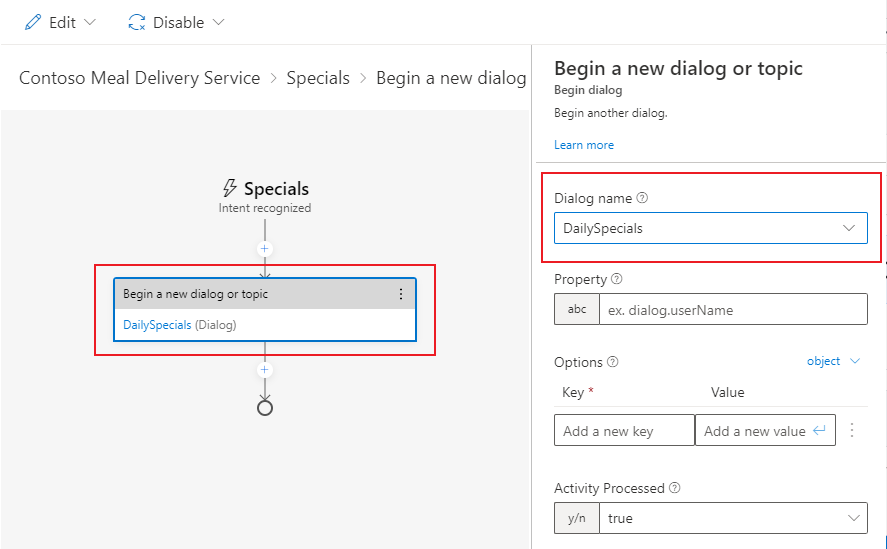 Edit Disable
Contoso Meal Delivery Service > Specials > Begin a new dialog
Specials
Intent recognized
Begin a new dialog or topic
DailySpecials (Dialog)
Begin a new dialog or topic
Begin dialog
Begin another dialog.
Learn more
Dialog name
DailySpecials
Property
abc ex. dialog.userName
Options object
Key * Value
Add a new key Add a new value
Activity Processed
y/n true